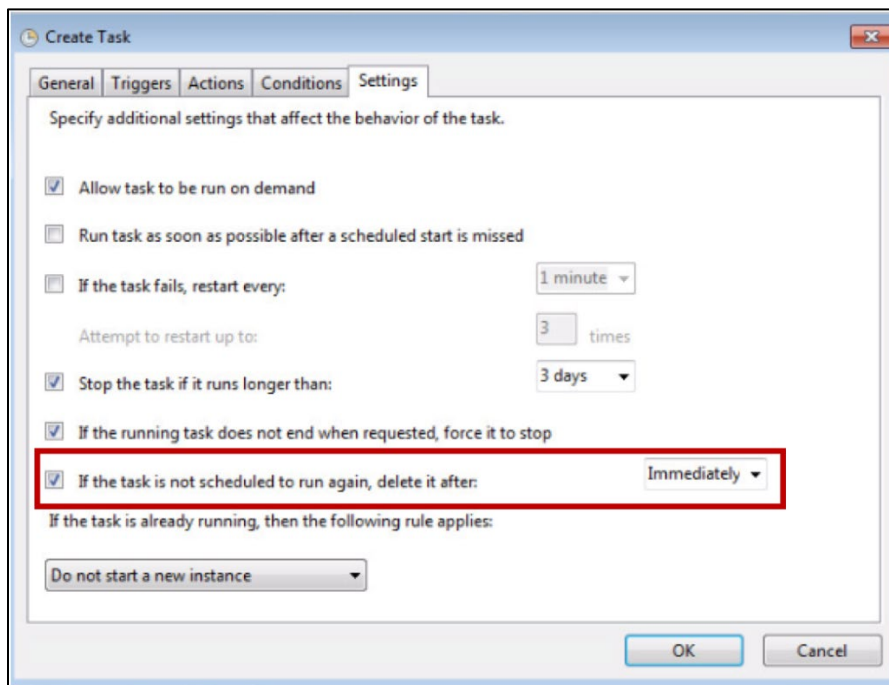 Create Task
General Triggers Actions Conditions Settings
Specify additional settings that affect the behavior of the task.
Allow task to be run on demand
Run task as soon as possible after a scheduled start is missed
If the task fails, restart every: 1 minute
Attempt to restart up to: 3 times
Stop the task if it runs longer than: 3 days
If the running task does not end when requested, force it to stop
If the task is not scheduled to run again, delete it after: Immediately
If the task is already running, then the following rule applies:
Do not start a new instance
OK Cancel